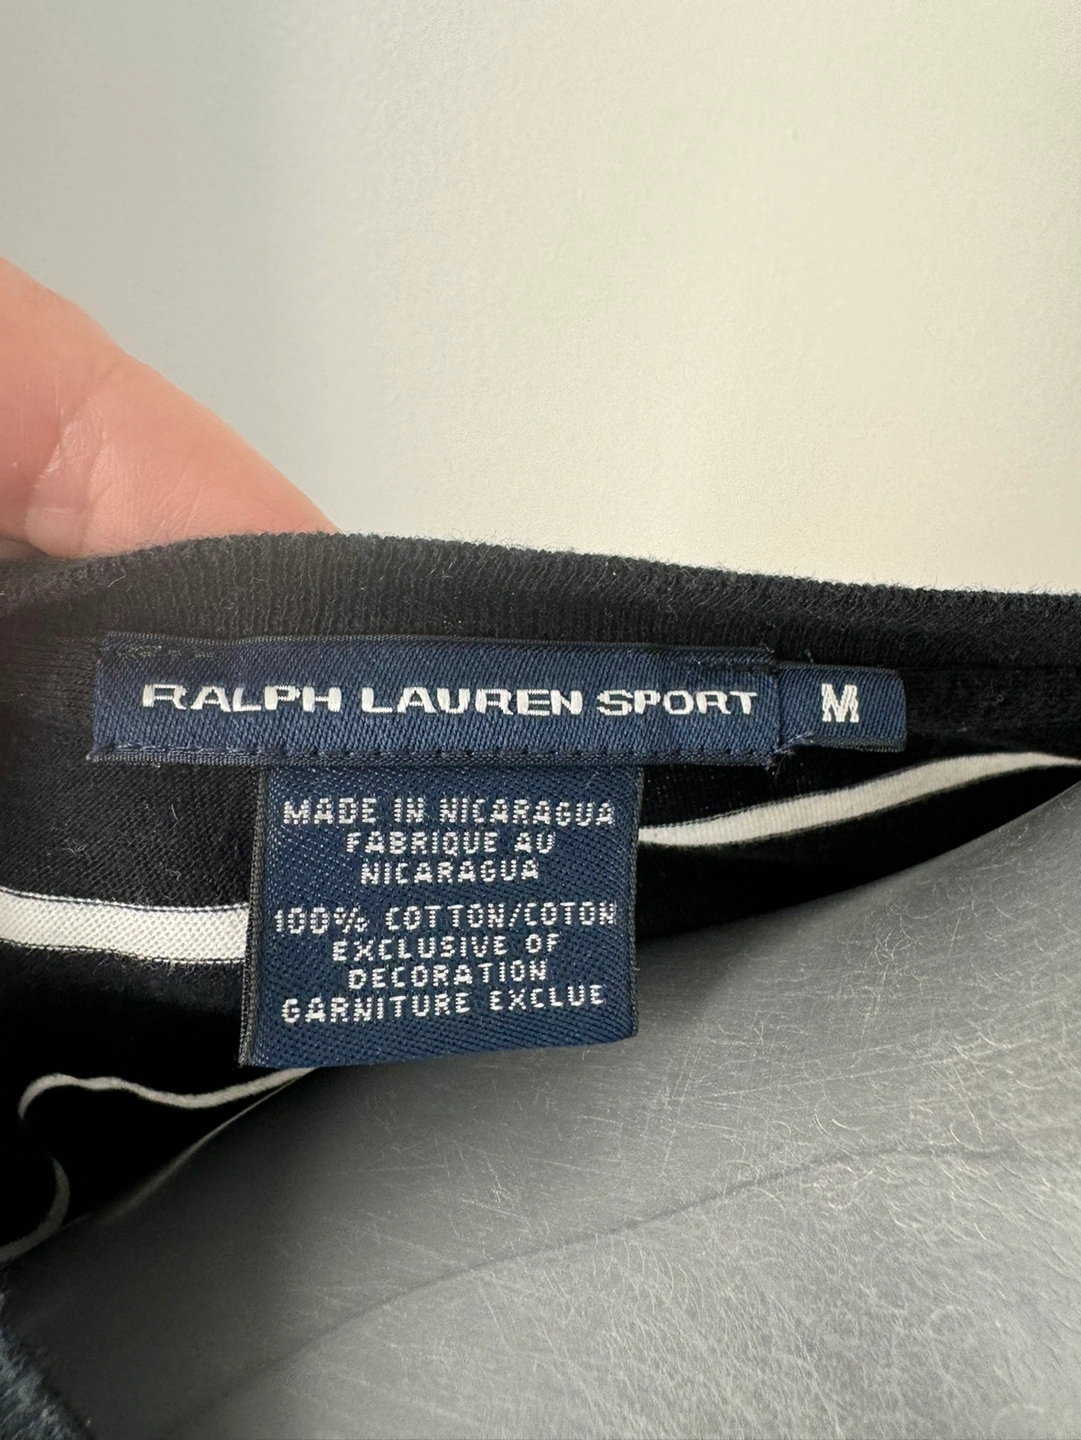 RALPH LAUREN SPORT M
MADE IN NICARAGUA
FABRIQUE AU
NICARAGUA
100% COTTON/COTON
EXCLUSIVE OF
DECORATION
GARNITURE EXCLUE